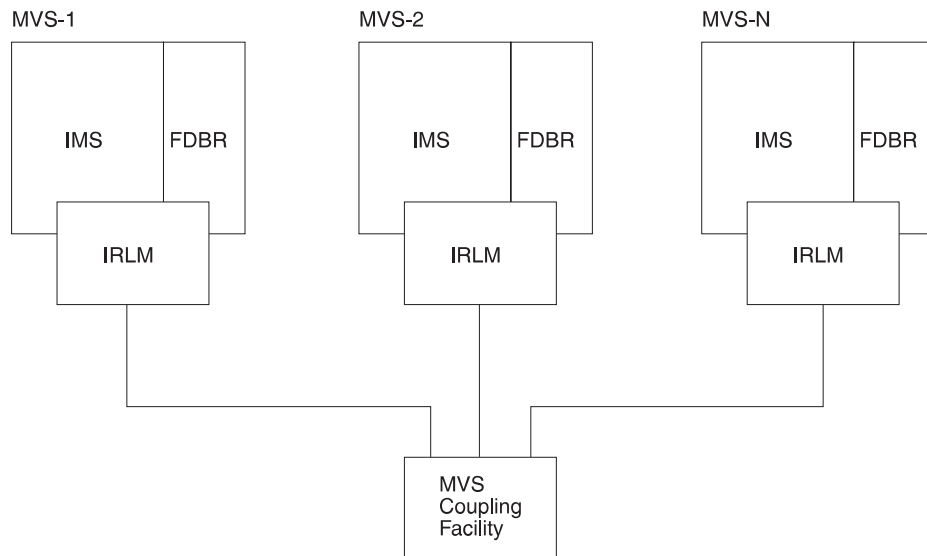 MVS-1
MVS-2
MVS-N
IMS
FDBR
IMS
FDBR
IMS
FDBR
IRLM
IRLM
IRLM
MVS
Coupling
Facility